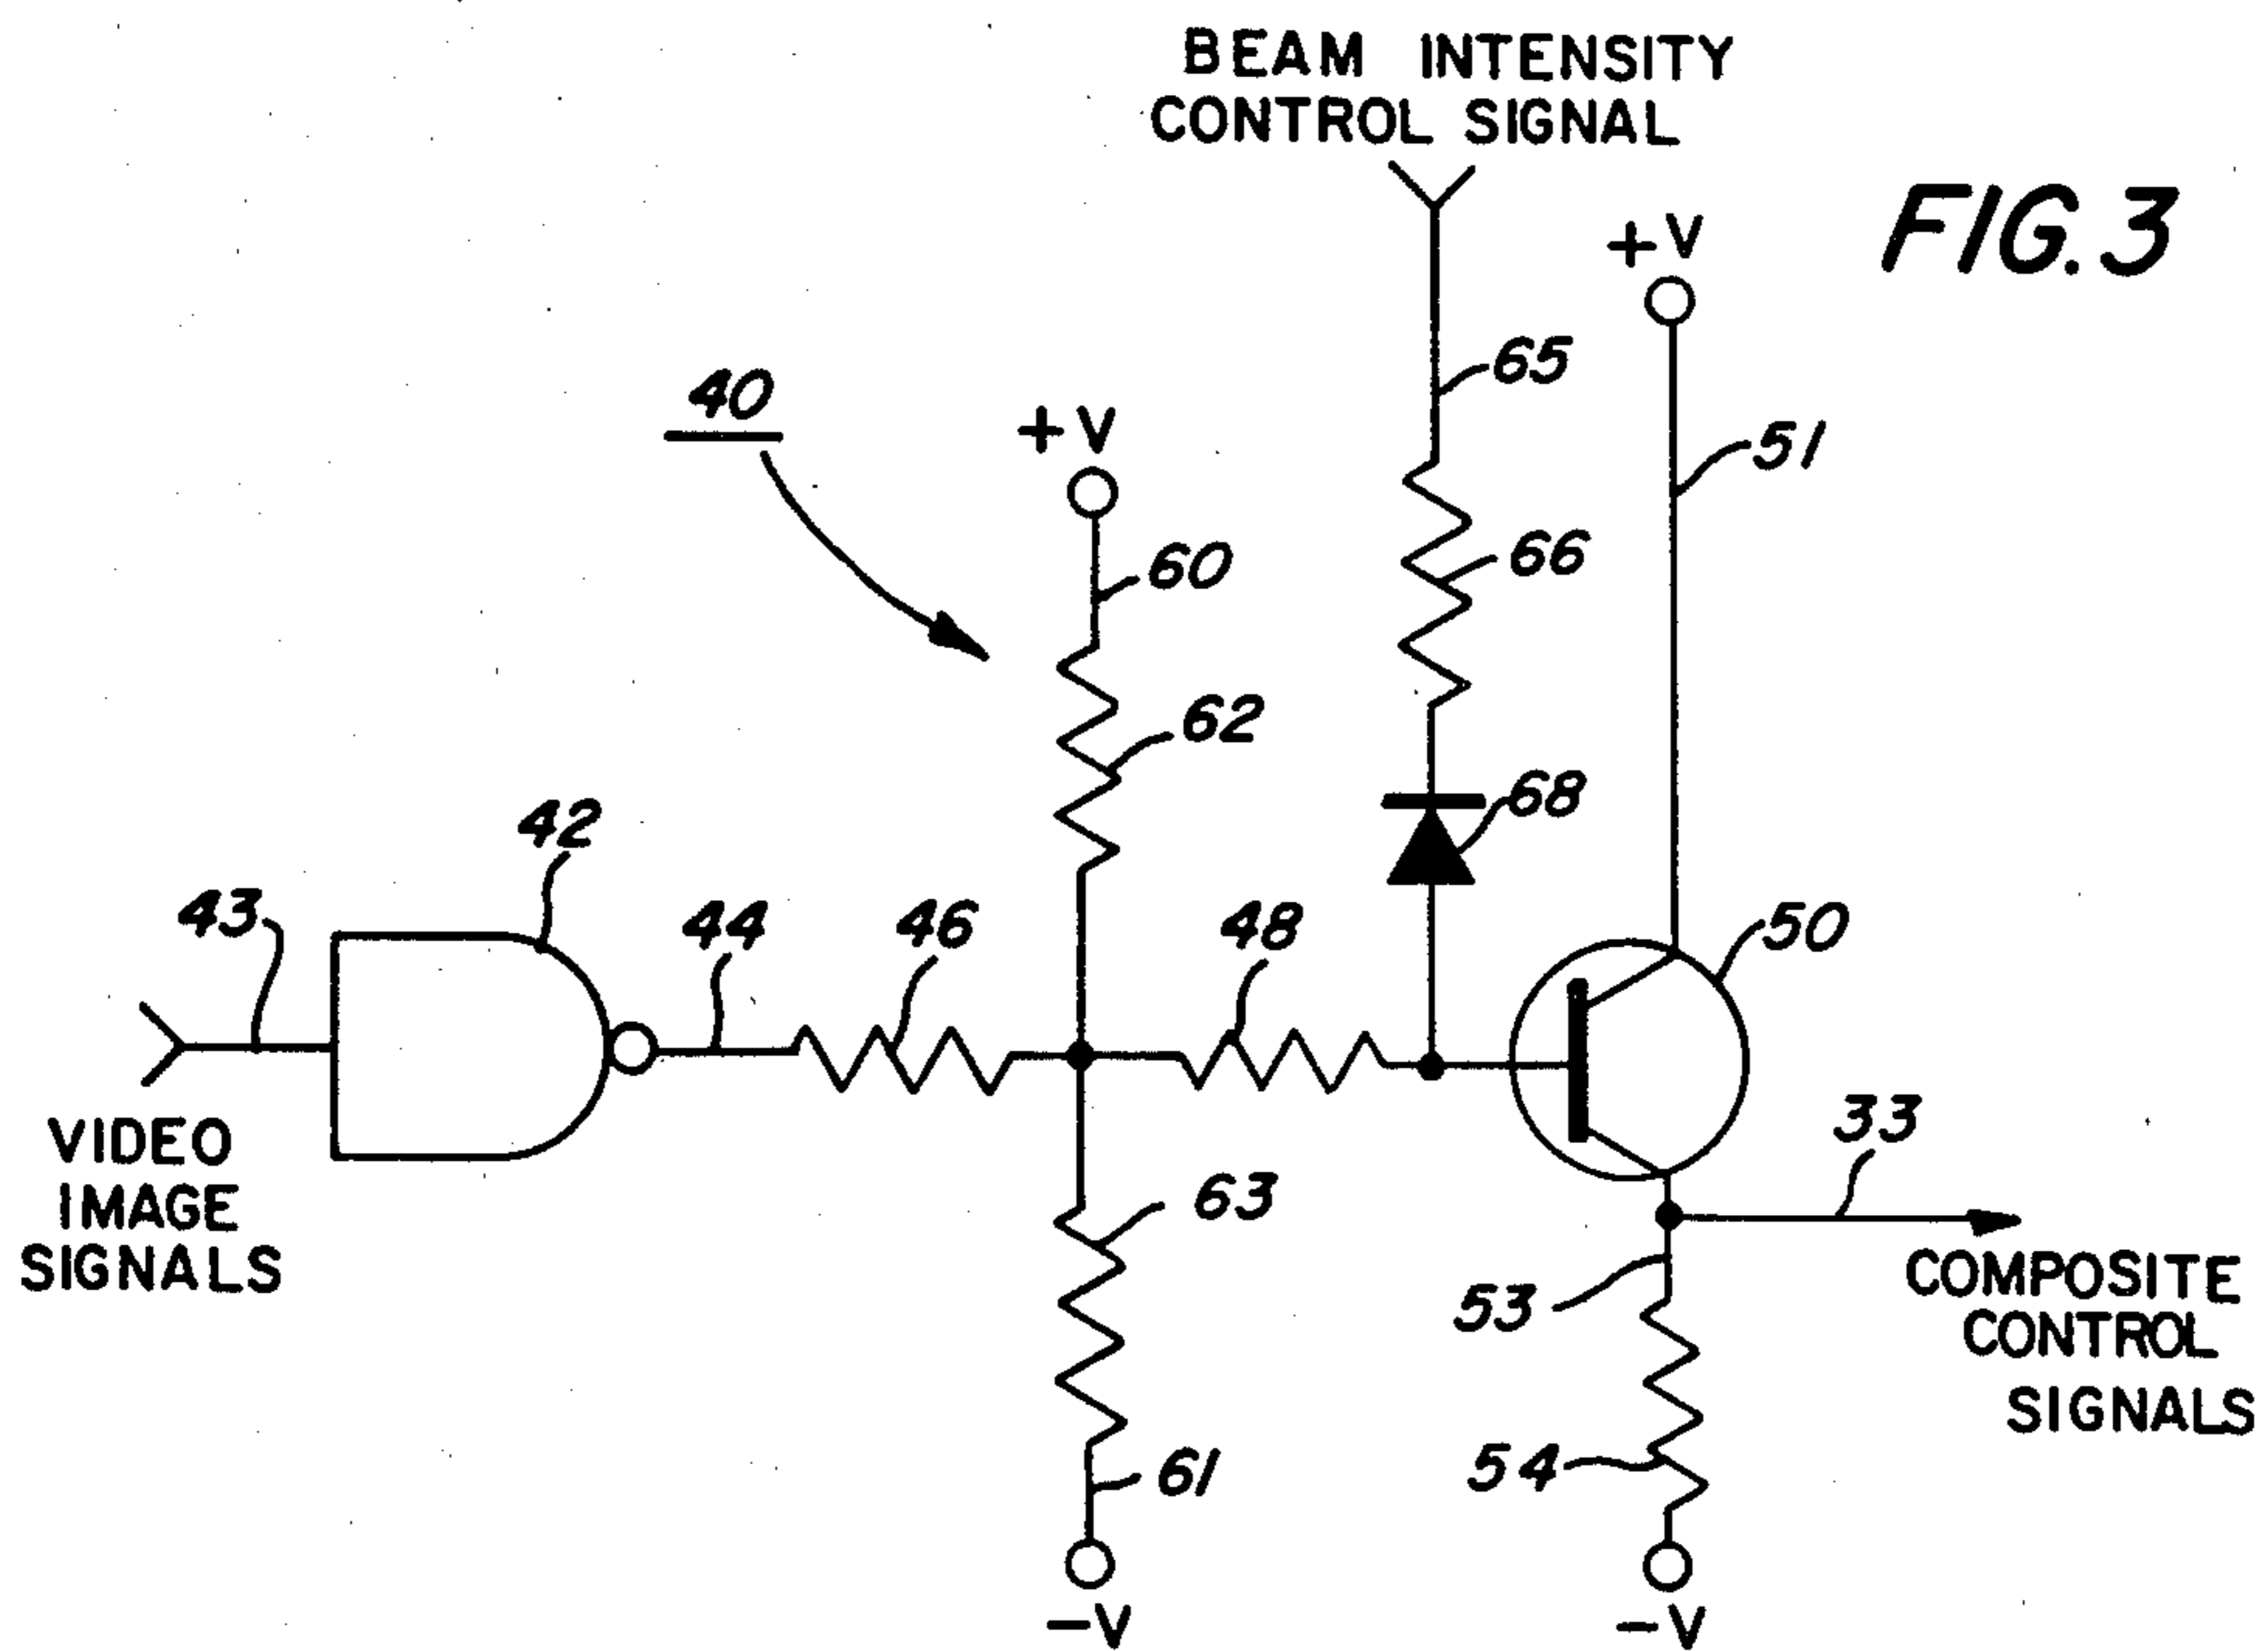 BEAM INTENSITY
CONTROL SIGNAL
FIG. 3
+V
65
40
+V
51
60
66
62
68
42
43
44
46
48
50
33
VIDEO
IMAGE
SIGNALS
63
53
COMPOSITE
CONTROL
SIGNALS
54
61
-V
-V